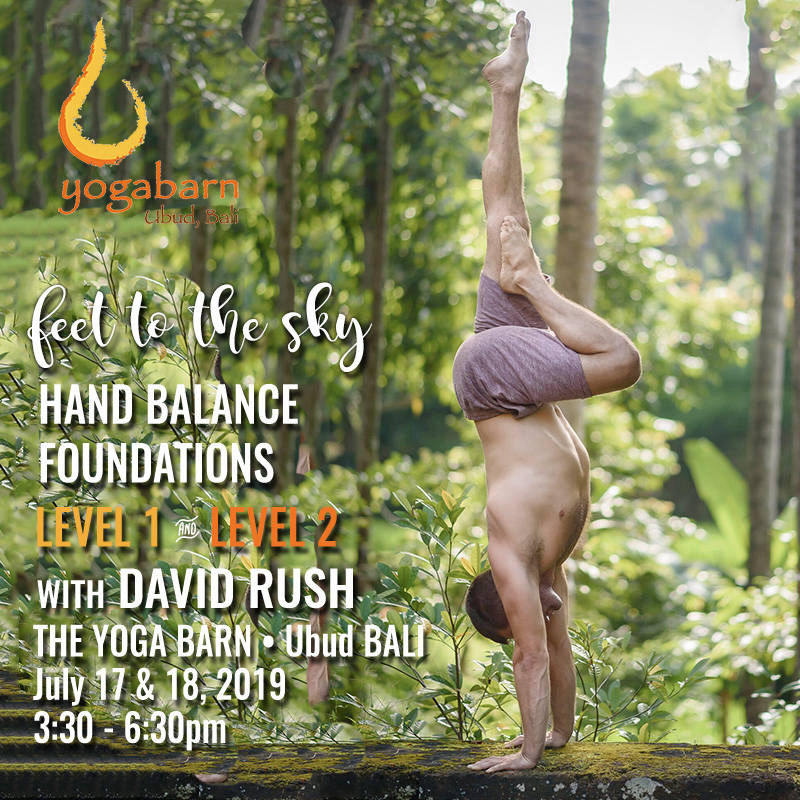 yogabarn
Ubud, Bali
feet to the sky
HAND BALANCE
FOUNDATIONS
LEVEL 1 AND LEVEL 2
WITH DAVID RUSH
THE YOGA BARN • Ubud BALI
July 17 & 18, 2019
3:30 - 6:30pm